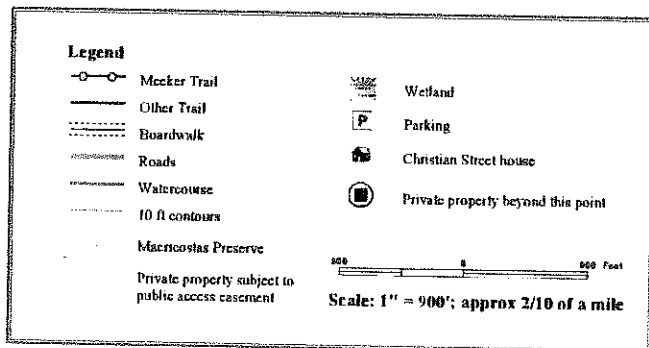 Legend
Meeker Trail
Other Trail
Boardwalk
Roads
Watercourse
10 ft contours
Macricostas Preserve
Private property subject to
public access easement
Wetland
P
Parking
Christian Street house
Private property beyond this point
900 0 900 Feet
Scale: 1" = 900'; approx 2/10 of a mile